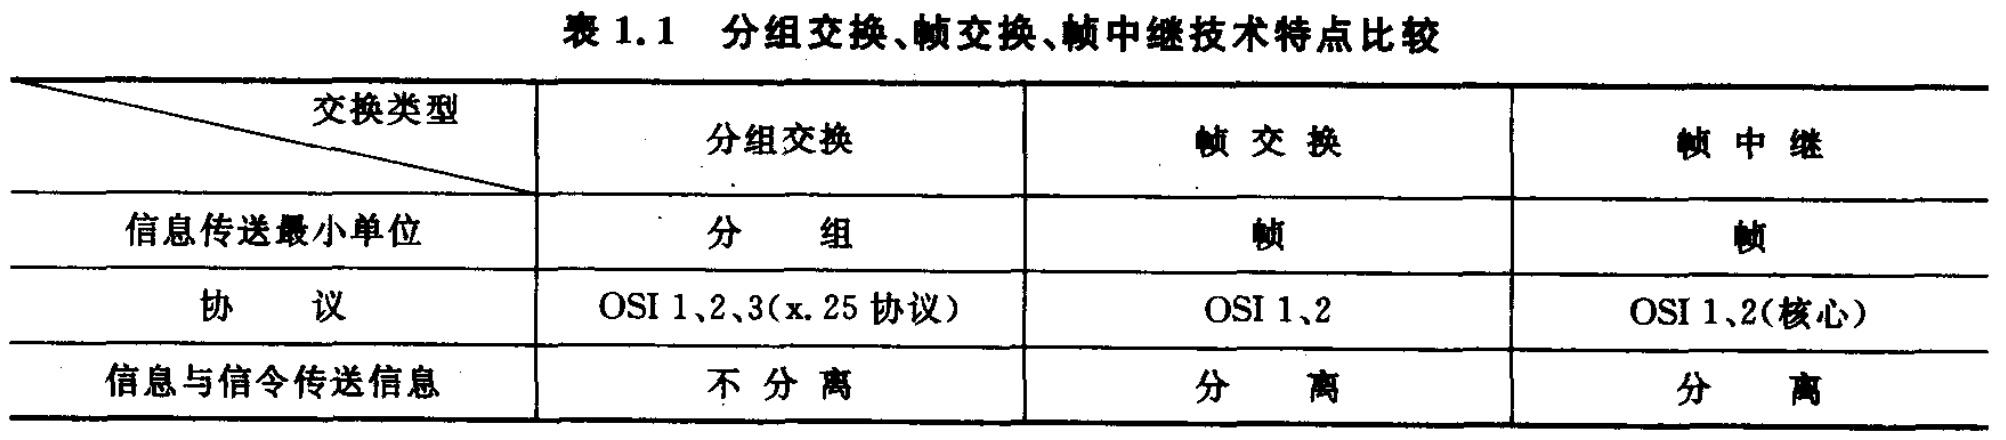 表 1.1 分组交换、帧交换、帧中继技术特点比较
交换类型 分组交换 帧交换 帧中继
信息传送最小单位 分组 帧 帧
协议 OSI 1、2、3(x.25 协议) OSI 1、2 OSI 1、2(核心)
信息与信令传送信息 不分离 分离 分离